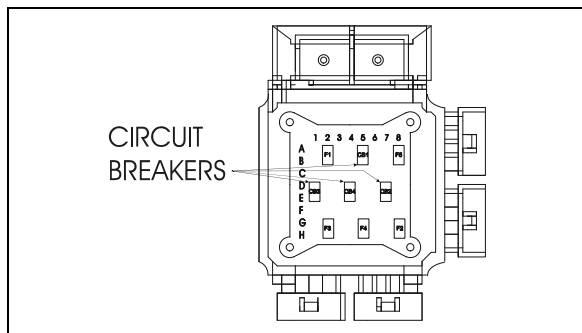 CIRCUIT
BREAKERS
1 2 3 4 5 6 7 8
A
B
C
D
E
F
G
H
F1 CB1 F5
CB3 CB4 CB2
F3 F4 F2